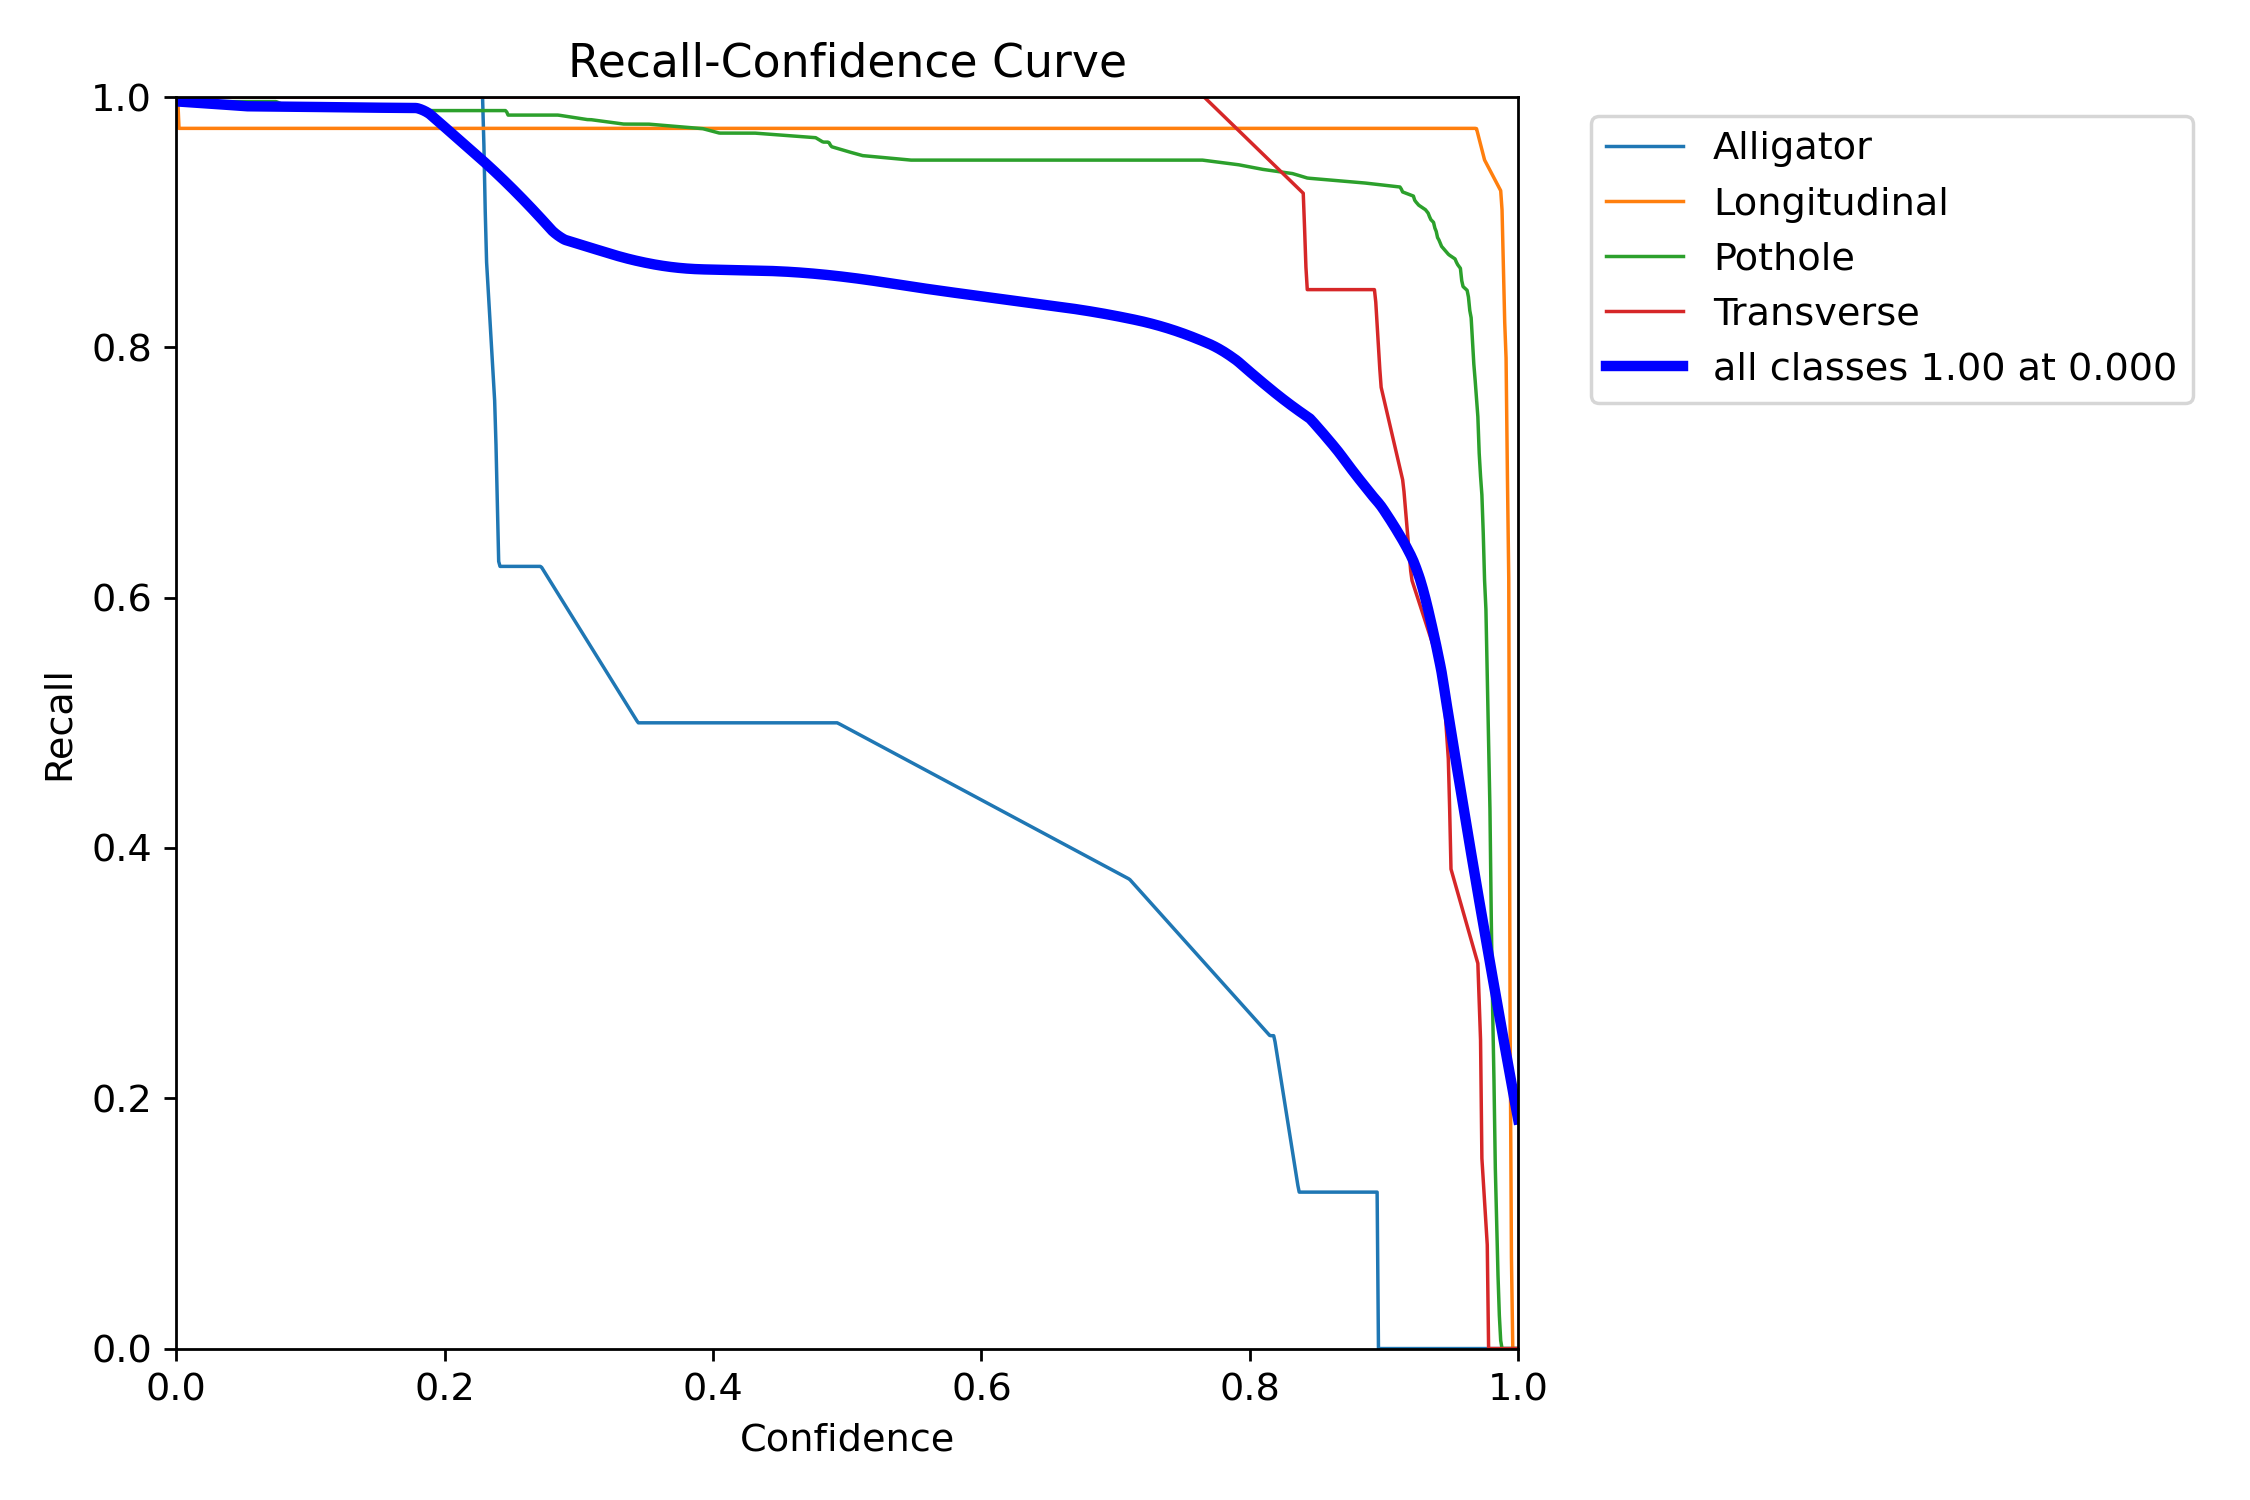 Recall-Confidence Curve
1.0
0.8
0.6
0.4
0.2
0.0
Recall
0.0 0.2 0.4 0.6 0.8 1.0
Confidence
Alligator
Longitudinal
Pothole
Transverse
all classes 1.00 at 0.000